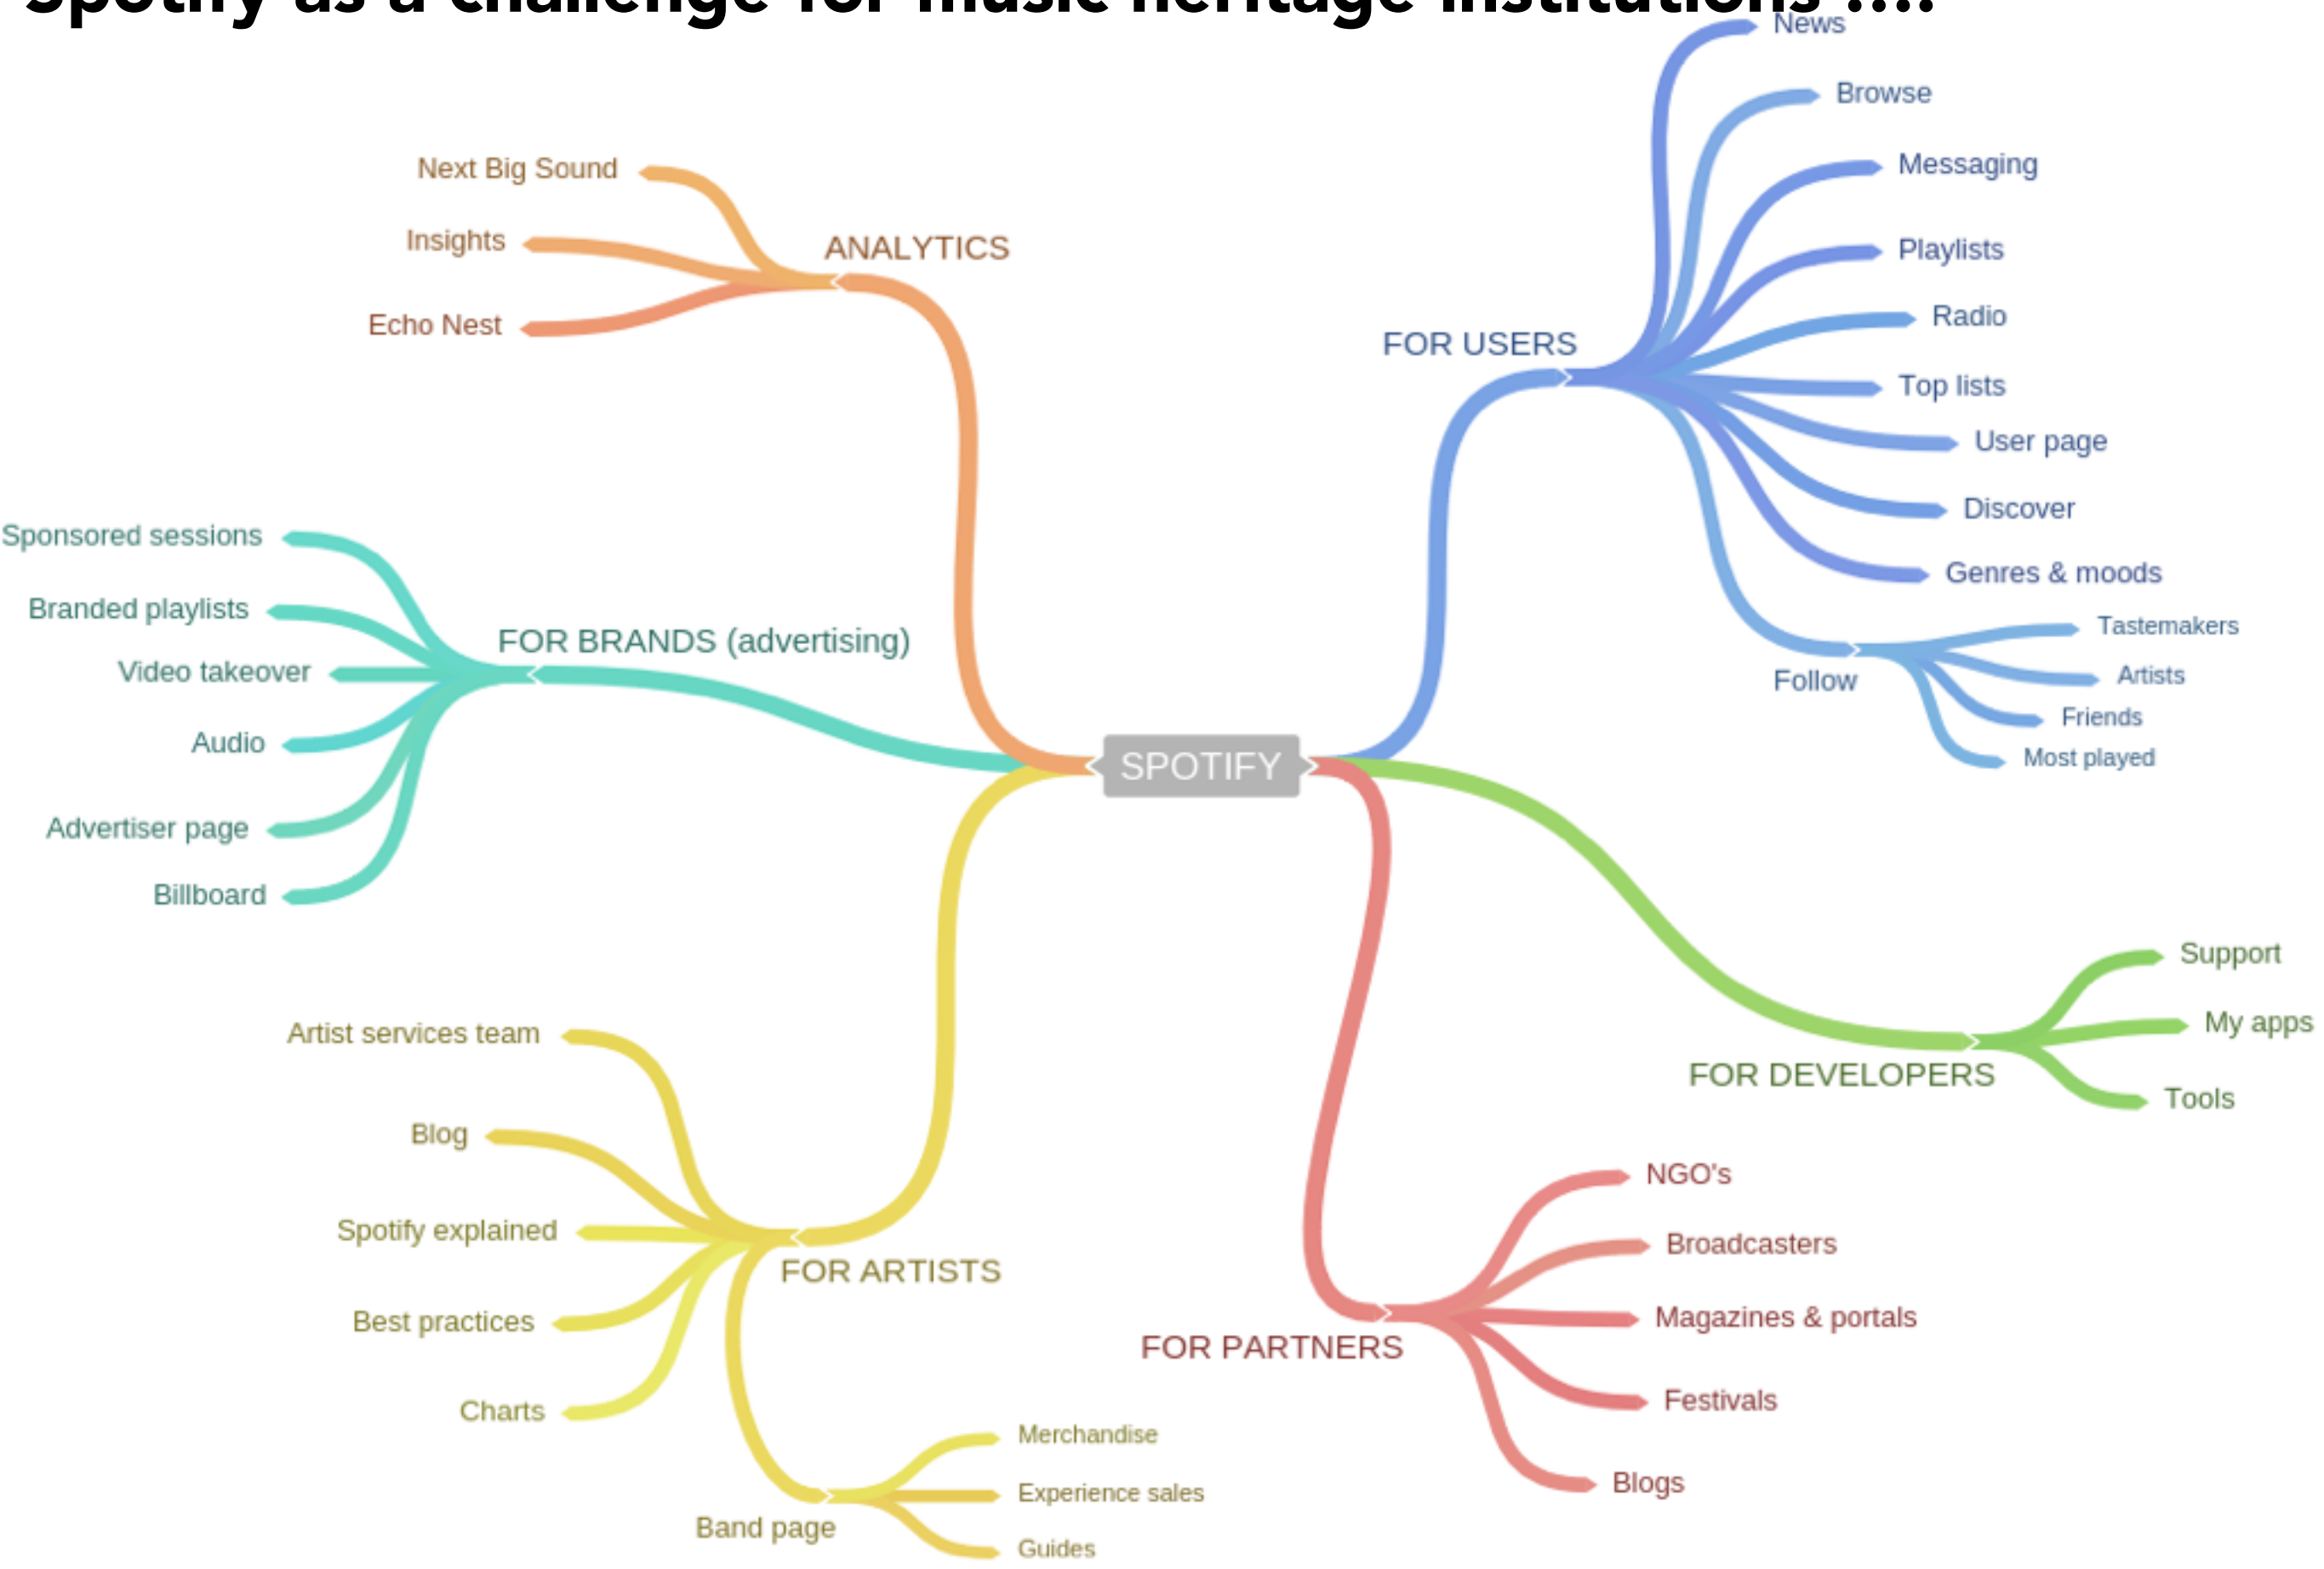 Spotify as a challenge for music heritage institutions ....
News
Browse
Messaging
Playlists
Radio
FOR USERS
Top lists
User page
Discover
Genres & moods
Tastemakers
Artists
Follow
Friends
Most played
Next Big Sound
Insights
ANALYTICS
Echo Nest
Sponsored sessions
Branded playlists
FOR BRANDS (advertising)
Video takeover
Audio
Advertiser page
Billboard
SPOTIFY
Support
My apps
FOR DEVELOPERS
Tools
Artist services team
Blog
Spotify explained
FOR ARTISTS
Best practices
Charts
Merchandise
Experience sales
Band page
Guides
NGO's
Broadcasters
Magazines & portals
FOR PARTNERS
Festivals
Blogs